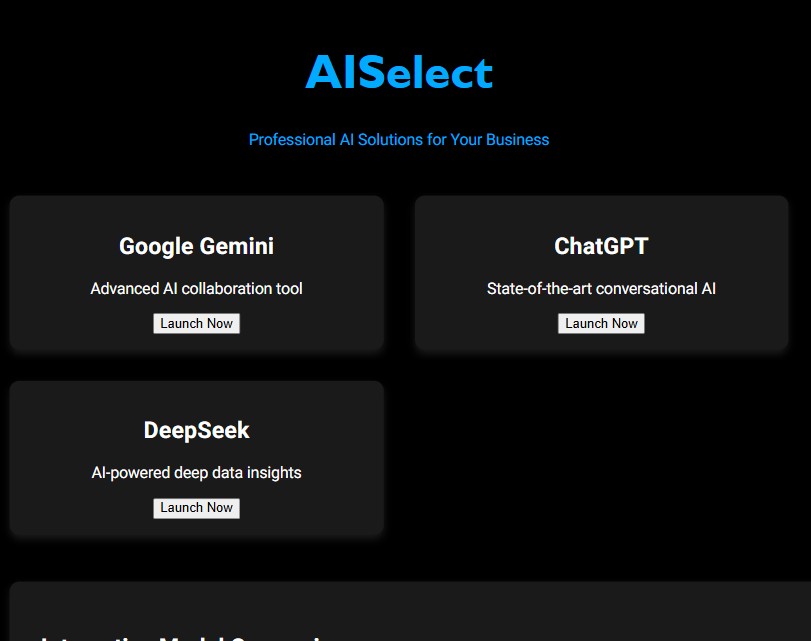 AISelect
Professional AI Solutions for Your Business
Google Gemini
Advanced AI collaboration tool
Launch Now
ChatGPT
State-of-the-art conversational AI
Launch Now
DeepSeek
AI-powered deep data insights
Launch Now